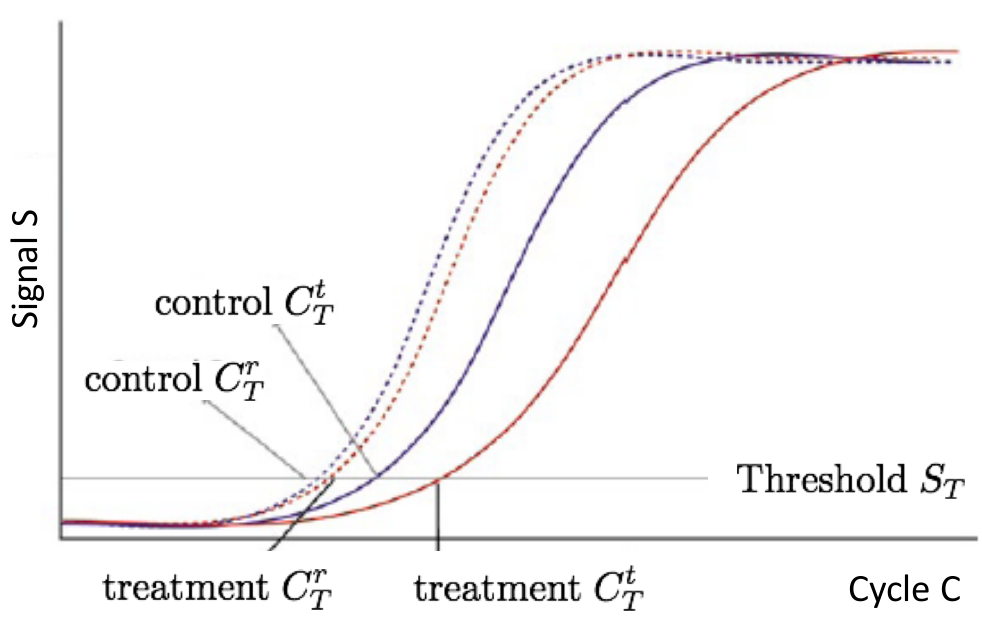 Signal S
control $C_T^t$
control $C_T^r$
Threshold $S_T$
treatment $C_T^r$
treatment $C_T^t$
Cycle C